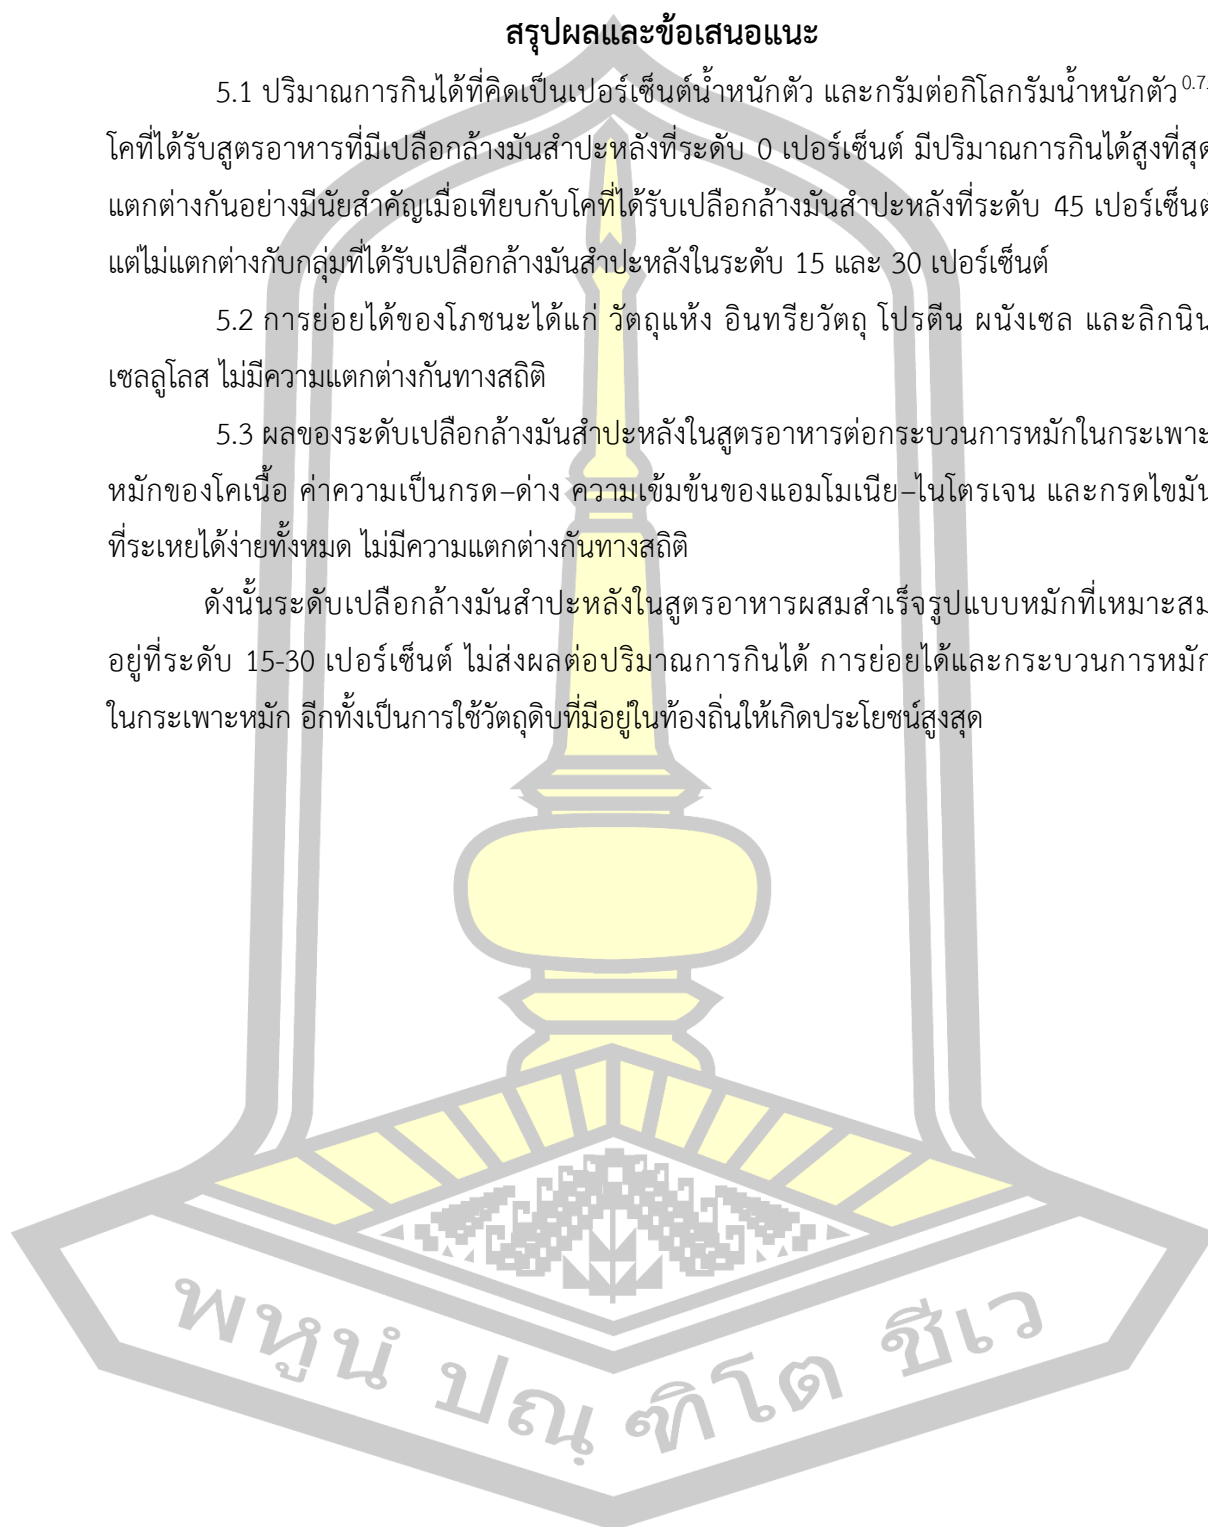 สรุปผลและข้อเสนอแนะ
5.1 ปริมาณการกินได้ที่คิดเป็นเปอร์เซ็นต์น้ำหนักตัว และกรัมต่อกิโลกรัมน้ำหนักตัว
โคที่ได้รับสูตรอาหารที่มีเปลือกล้างมันสำปะหลังที่ระดับ 0 เปอร์เซ็นต์ มีปริมาณการกินได้สูงที่สุด
แตกต่างกันอย่างมีนัยสำคัญเมื่อเทียบกับโคที่ได้รับเปลือกล้างมันสำปะหลังที่ระดับ 45 เปอร์เซ็นต์
แต่ไม่แตกต่างกับกลุ่มที่ได้รับเปลือกล้างมันสำปะหลังในระดับ 15 และ 30 เปอร์เซ็นต์
5.2 การย่อยได้ของโภชนะได้แก่ วัตถุแห้ง อินทรียวัตถุ โปรตีน ผนังเซล และลิกนิน
เซลลูโลส ไม่มีความแตกต่างกันทางสถิติ
5.3 ผลของระดับเปลือกล้างมันสำปะหลังในสูตรอาหารต่อกระบวนการหมักในกระเพาะ
หมักของโคเนื้อ ค่าความเป็นกรด–ด่าง ความเข้มข้นของแอมโมเนีย–ไนโตรเจน และกรดไขมัน
ที่ระเหยได้ง่ายทั้งหมด ไม่มีความแตกต่างกันทางสถิติ
ดังนั้นระดับเปลือกล้างมันสำปะหลังในสูตรอาหารผสมสำเร็จรูปแบบหมักที่เหมาะสม
อยู่ที่ระดับ 15-30 เปอร์เซ็นต์ ไม่ส่งผลต่อปริมาณการกินได้ การย่อยได้และกระบวนการหมัก
ในกระเพาะหมัก อีกทั้งเป็นการใช้วัตถุดิบที่มีอยู่ในท้องถิ่นให้เกิดประโยชน์สูงสุด
พหูนํ ปณฺ ฑิโต ชีเว